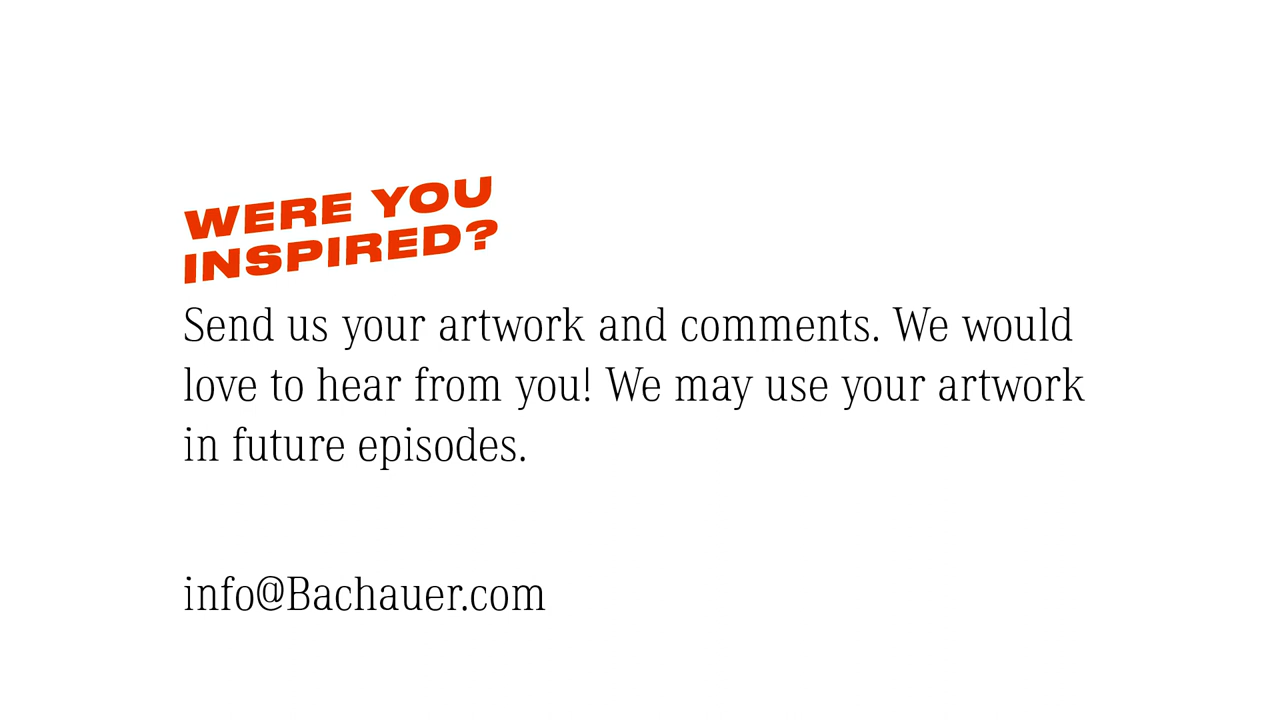 WERE YOU
INSPIRED?
Send us your artwork and comments. We would
love to hear from you! We may use your artwork
in future episodes.
info@Bachauer.com